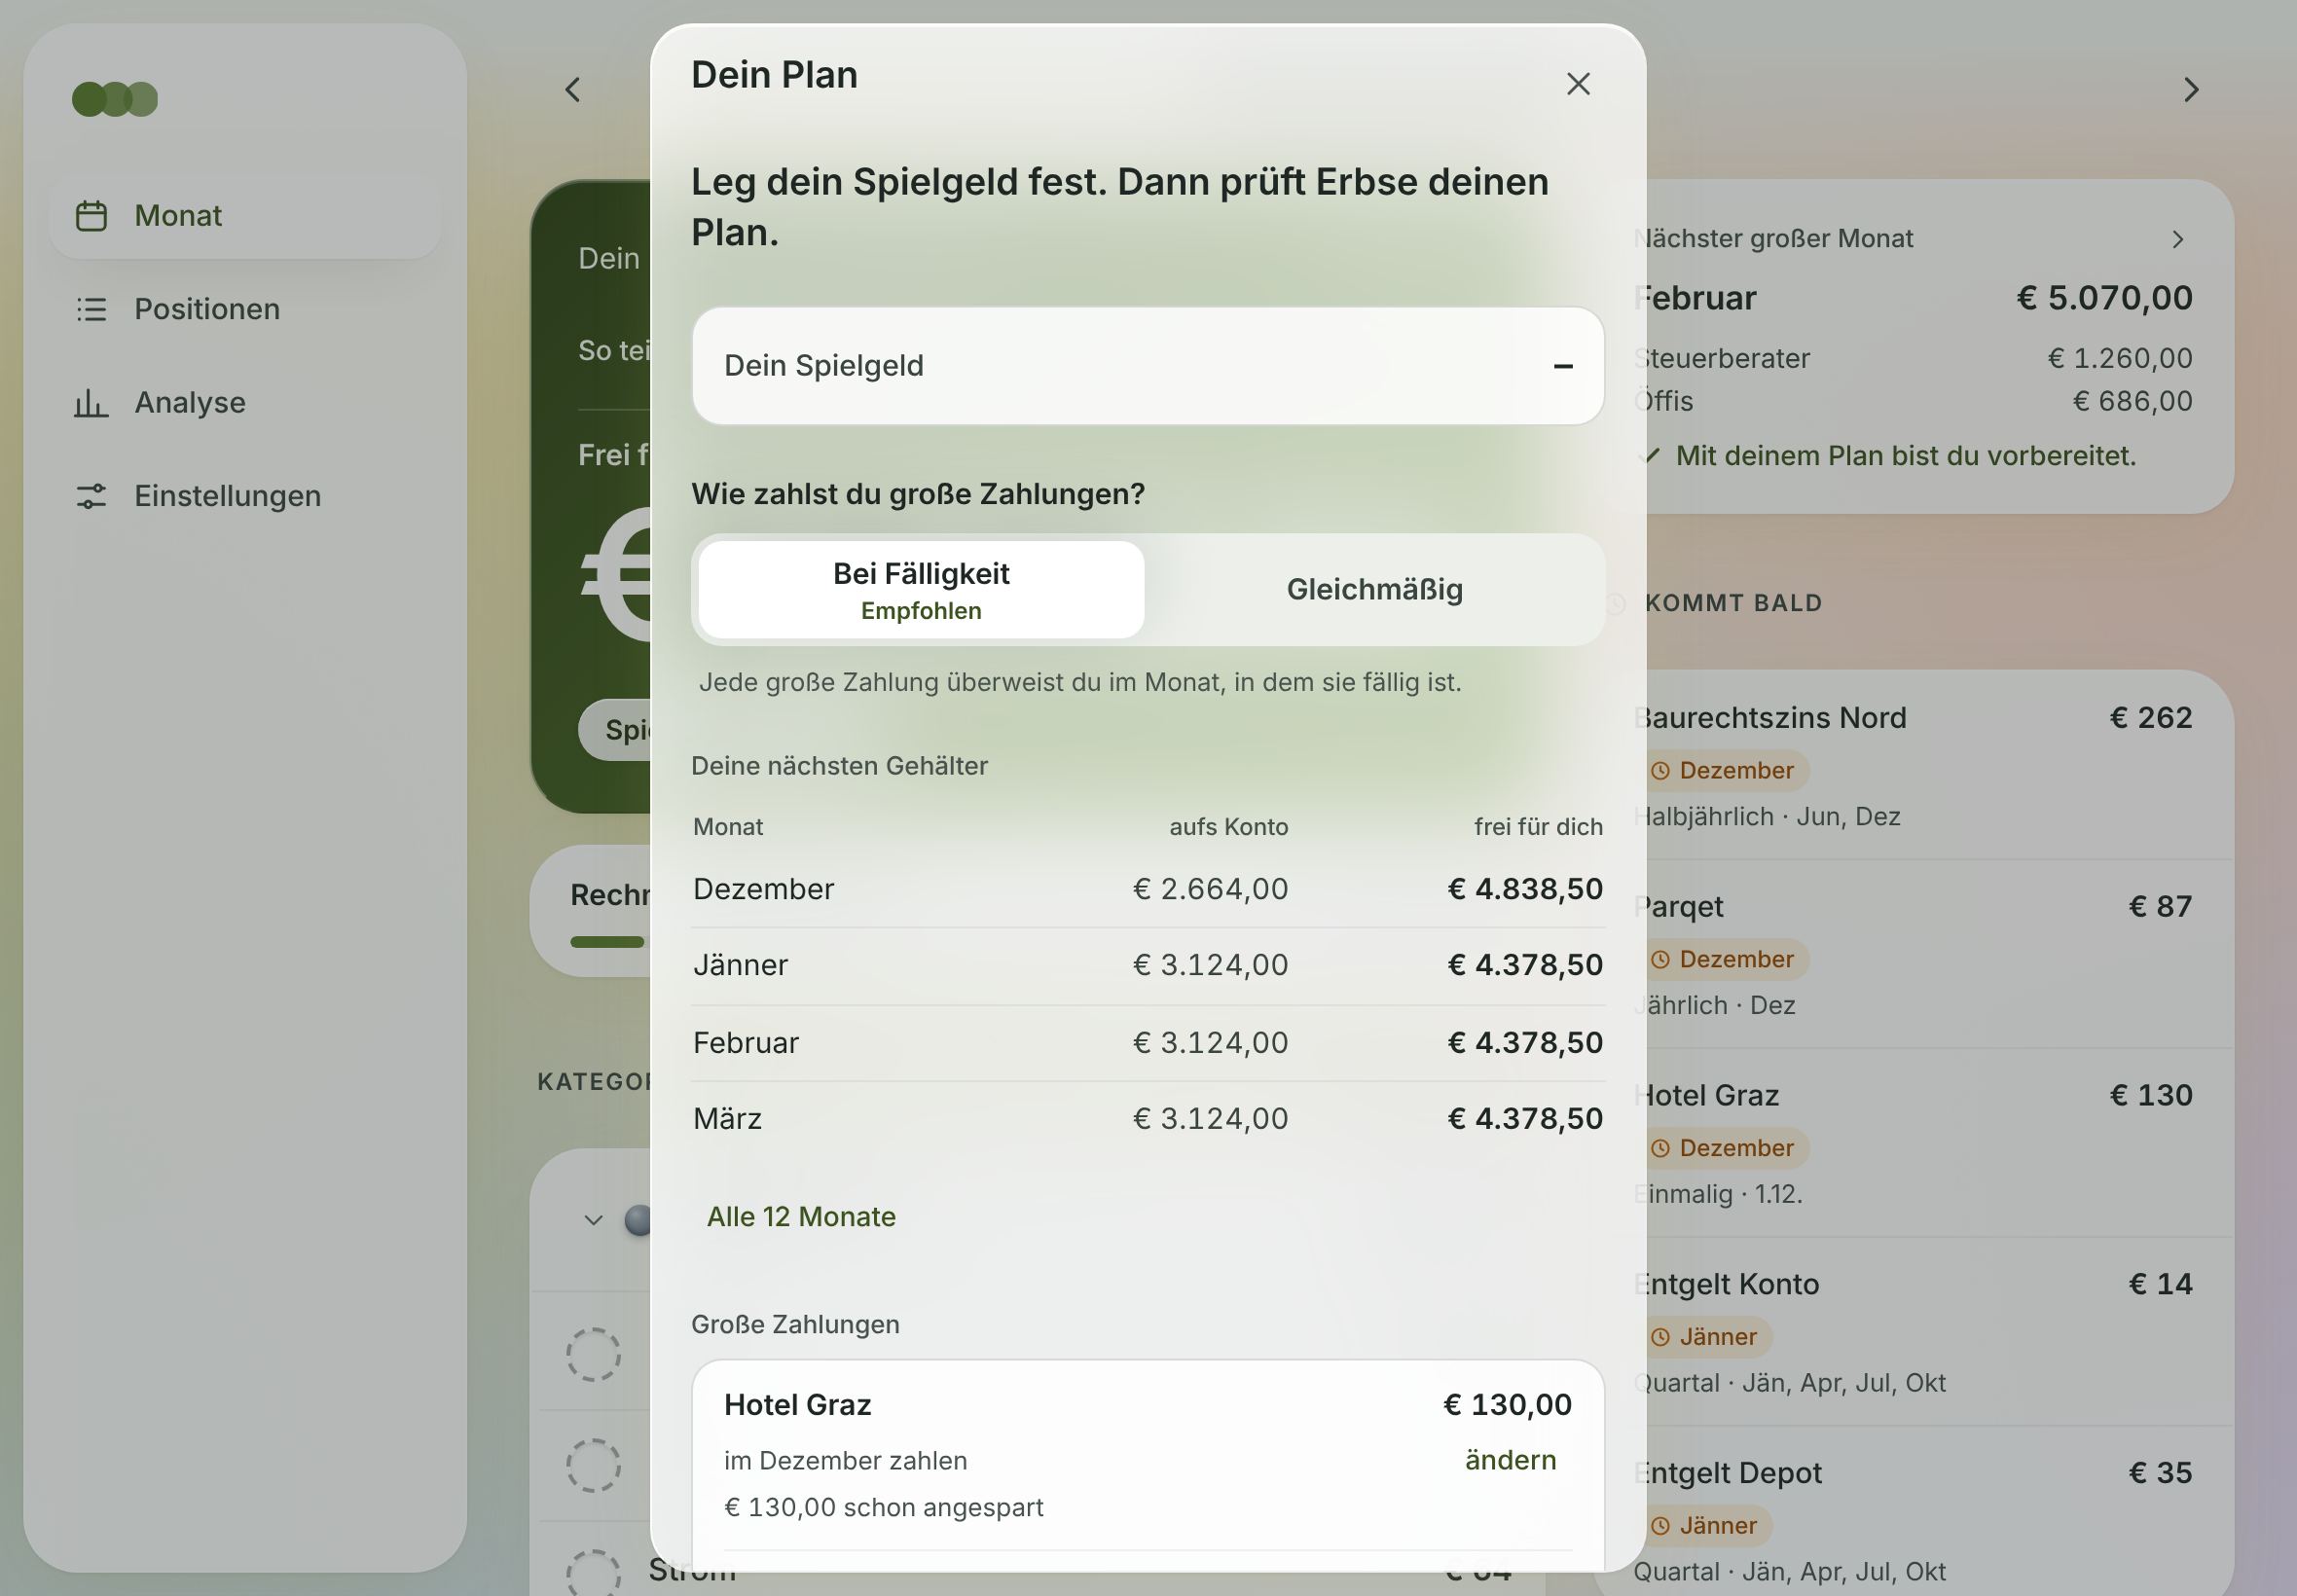 Monat
Positionen
Analyse
Einstellungen
Dein
Frei f
€
KATEGOR
Dein Plan
Leg dein Spielgeld fest. Dann prüft Erbse deinen
Plan.
Dein Spielgeld –
Wie zahlst du große Zahlungen?
Bei Fälligkeit
Empfohlen
Gleichmäßig
Jede große Zahlung überweist du im Monat, in dem sie fällig ist.
Deine nächsten Gehälter
Monat aufs Konto frei für dich
Dezember € 2.664,00 € 4.838,50
Jänner € 3.124,00 € 4.378,50
Februar € 3.124,00 € 4.378,50
März € 3.124,00 € 4.378,50
Alle 12 Monate
Große Zahlungen
Hotel Graz € 130,00
im Dezember zahlen ändern
€ 130,00 schon angespart
Strom
Nächster großer Monat
Februar € 5.070,00
Steuerberater € 1.260,00
Öffis € 686,00
Mit deinem Plan bist du vorbereitet.
KOMMT BALD
Baurechtszins Nord € 262
Dezember
Halbjährlich · Jun, Dez
Parqet € 87
Dezember
Jährlich · Dez
Hotel Graz € 130
Dezember
Einmalig · 1.12.
Entgelt Konto € 14
Jänner
Quartal · Jän, Apr, Jul, Okt
Entgelt Depot € 35
Jänner
Quartal · Jän, Apr, Jul, Okt